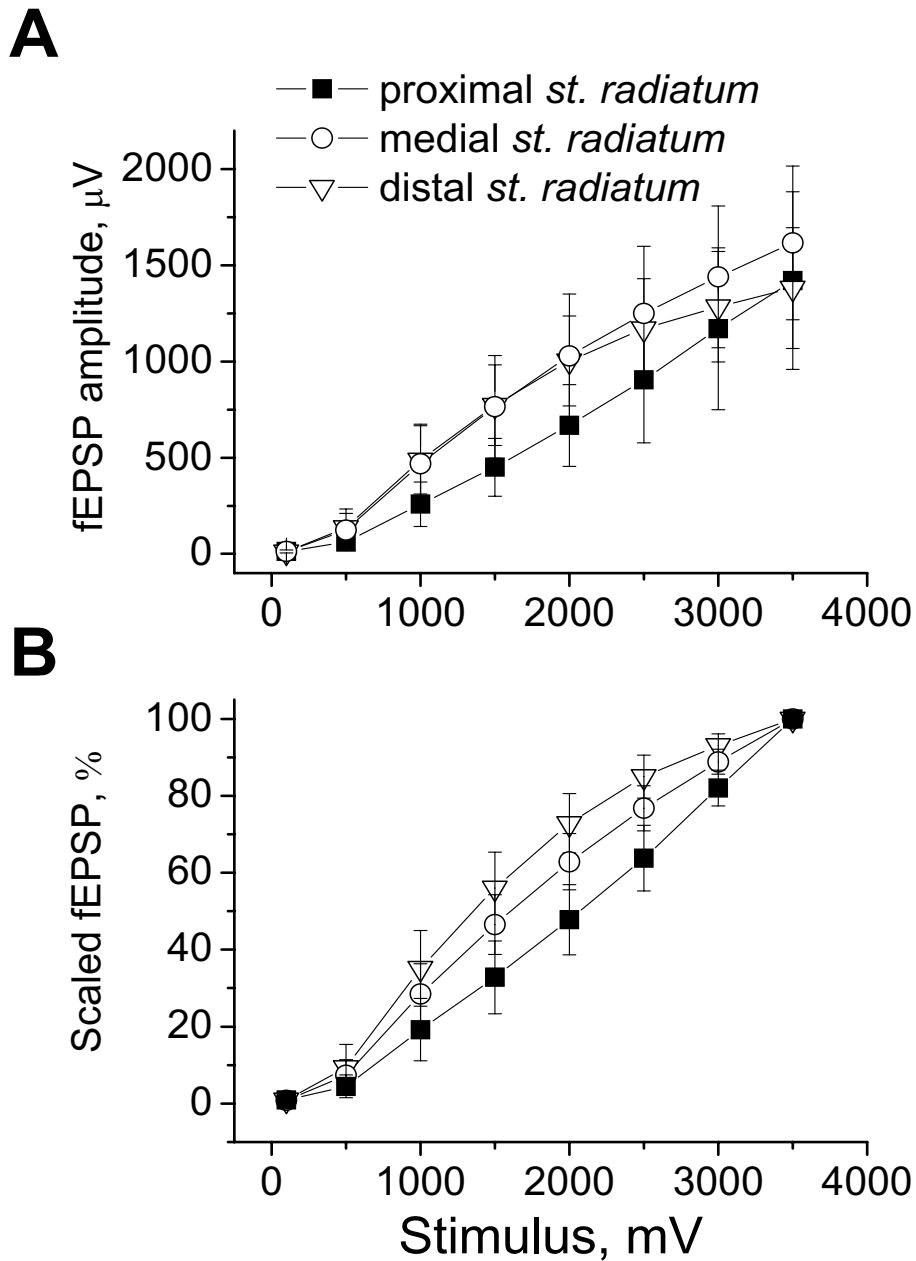 A
proximal st. radiatum
medial st. radiatum
distal st. radiatum
fEPSP amplitude, μV
2000
1500
1000
500
0
0 1000 2000 3000 4000
B
Scaled fEPSP, %
100
80
60
40
20
0
0 1000 2000 3000 4000
Stimulus, mV